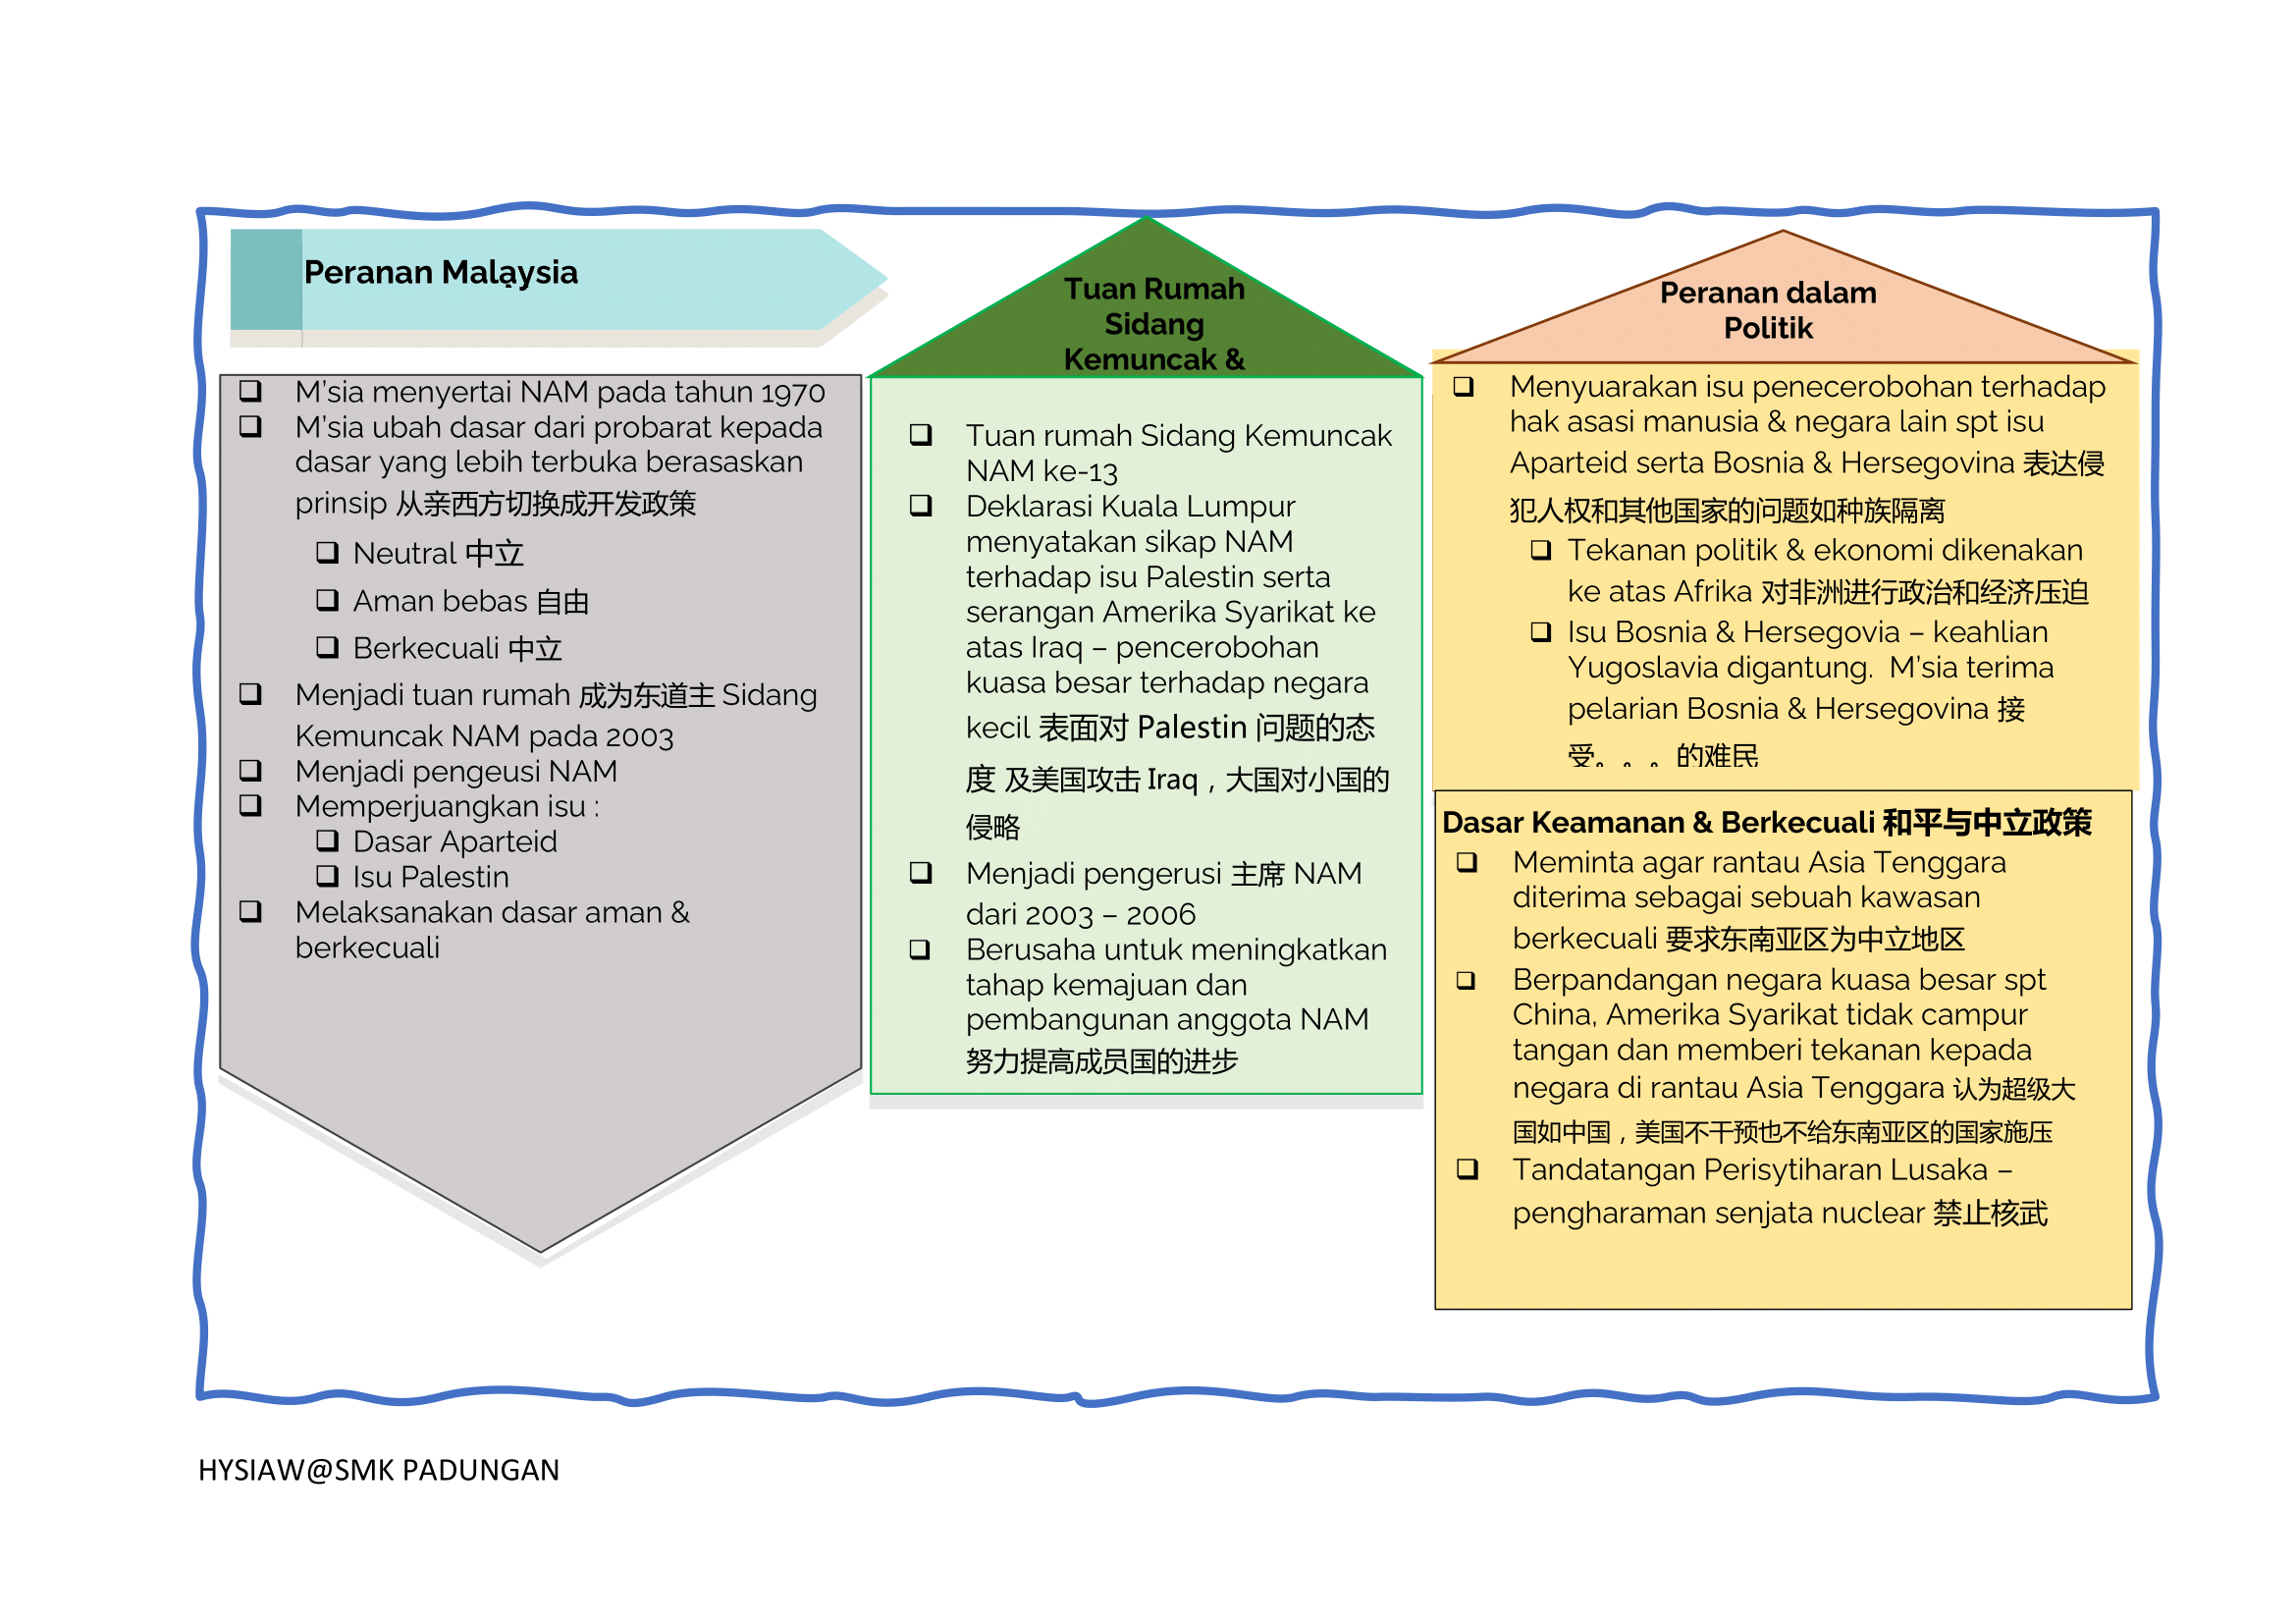 Peranan Malaysia
M'sia menyertai NAM pada tahun 1970
M'sia ubah dasar dari probarat kepada
dasar yang lebih terbuka berasaskan
prinsip 从亲西方切换成开发政策
Neutral 中立
Aman bebas 自由
Berkecuali 中立
Menjadi tuan rumah 成为东道主 Sidang
Kemuncak NAM pada 2003
Menjadi pengeusi NAM
Memperjuangkan isu :
Dasar Aparteid
Isu Palestin
Melaksanakan dasar aman &
berkecuali
Tuan Rumah
Sidang
Kemuncak &
Tuan rumah Sidang Kemuncak
NAM ke-13
Deklarasi Kuala Lumpur
menyatakan sikap NAM
terhadap isu Palestin serta
serangan Amerika Syarikat ke
atas Iraq – pencerobohan
kuasa besar terhadap negara
kecil 表面对 Palestin 问题的态
度 及美国攻击 Iraq，大国对小国的
侵略
Menjadi pengerusi 主席 NAM
dari 2003 – 2006
Berusaha untuk meningkatkan
tahap kemajuan dan
pembangunan anggota NAM
努力提高成员国的进步
Peranan dalam
Politik
Menyuarakan isu penecerobohan terhadap
hak asasi manusia & negara lain spt isu
Aparteid serta Bosnia & Hersegovina 表达侵
犯人权和其他国家的问题如种族隔离
Tekanan politik & ekonomi dikenakan
ke atas Afrika 对非洲进行政治和经济压迫
Isu Bosnia & Hersegovia – keahlian
Yugoslavia digantung. M'sia terima
pelarian Bosnia & Hersegovina 接
受。。。的难民
Dasar Keamanan & Berkecuali 和平与中立政策
Meminta agar rantau Asia Tenggara
diterima sebagai sebuah kawasan
berkecuali 要求东南亚区为中立地区
Berpandangan negara kuasa besar spt
China, Amerika Syarikat tidak campur
tangan dan memberi tekanan kepada
negara di rantau Asia Tenggara 认为超级大
国如中国，美国不干预也不给东南亚区的国家施压
Tandatangan Perisytiharan Lusaka –
pengharaman senjata nuclear 禁止核武
HYSIAW@SMK PADUNGAN